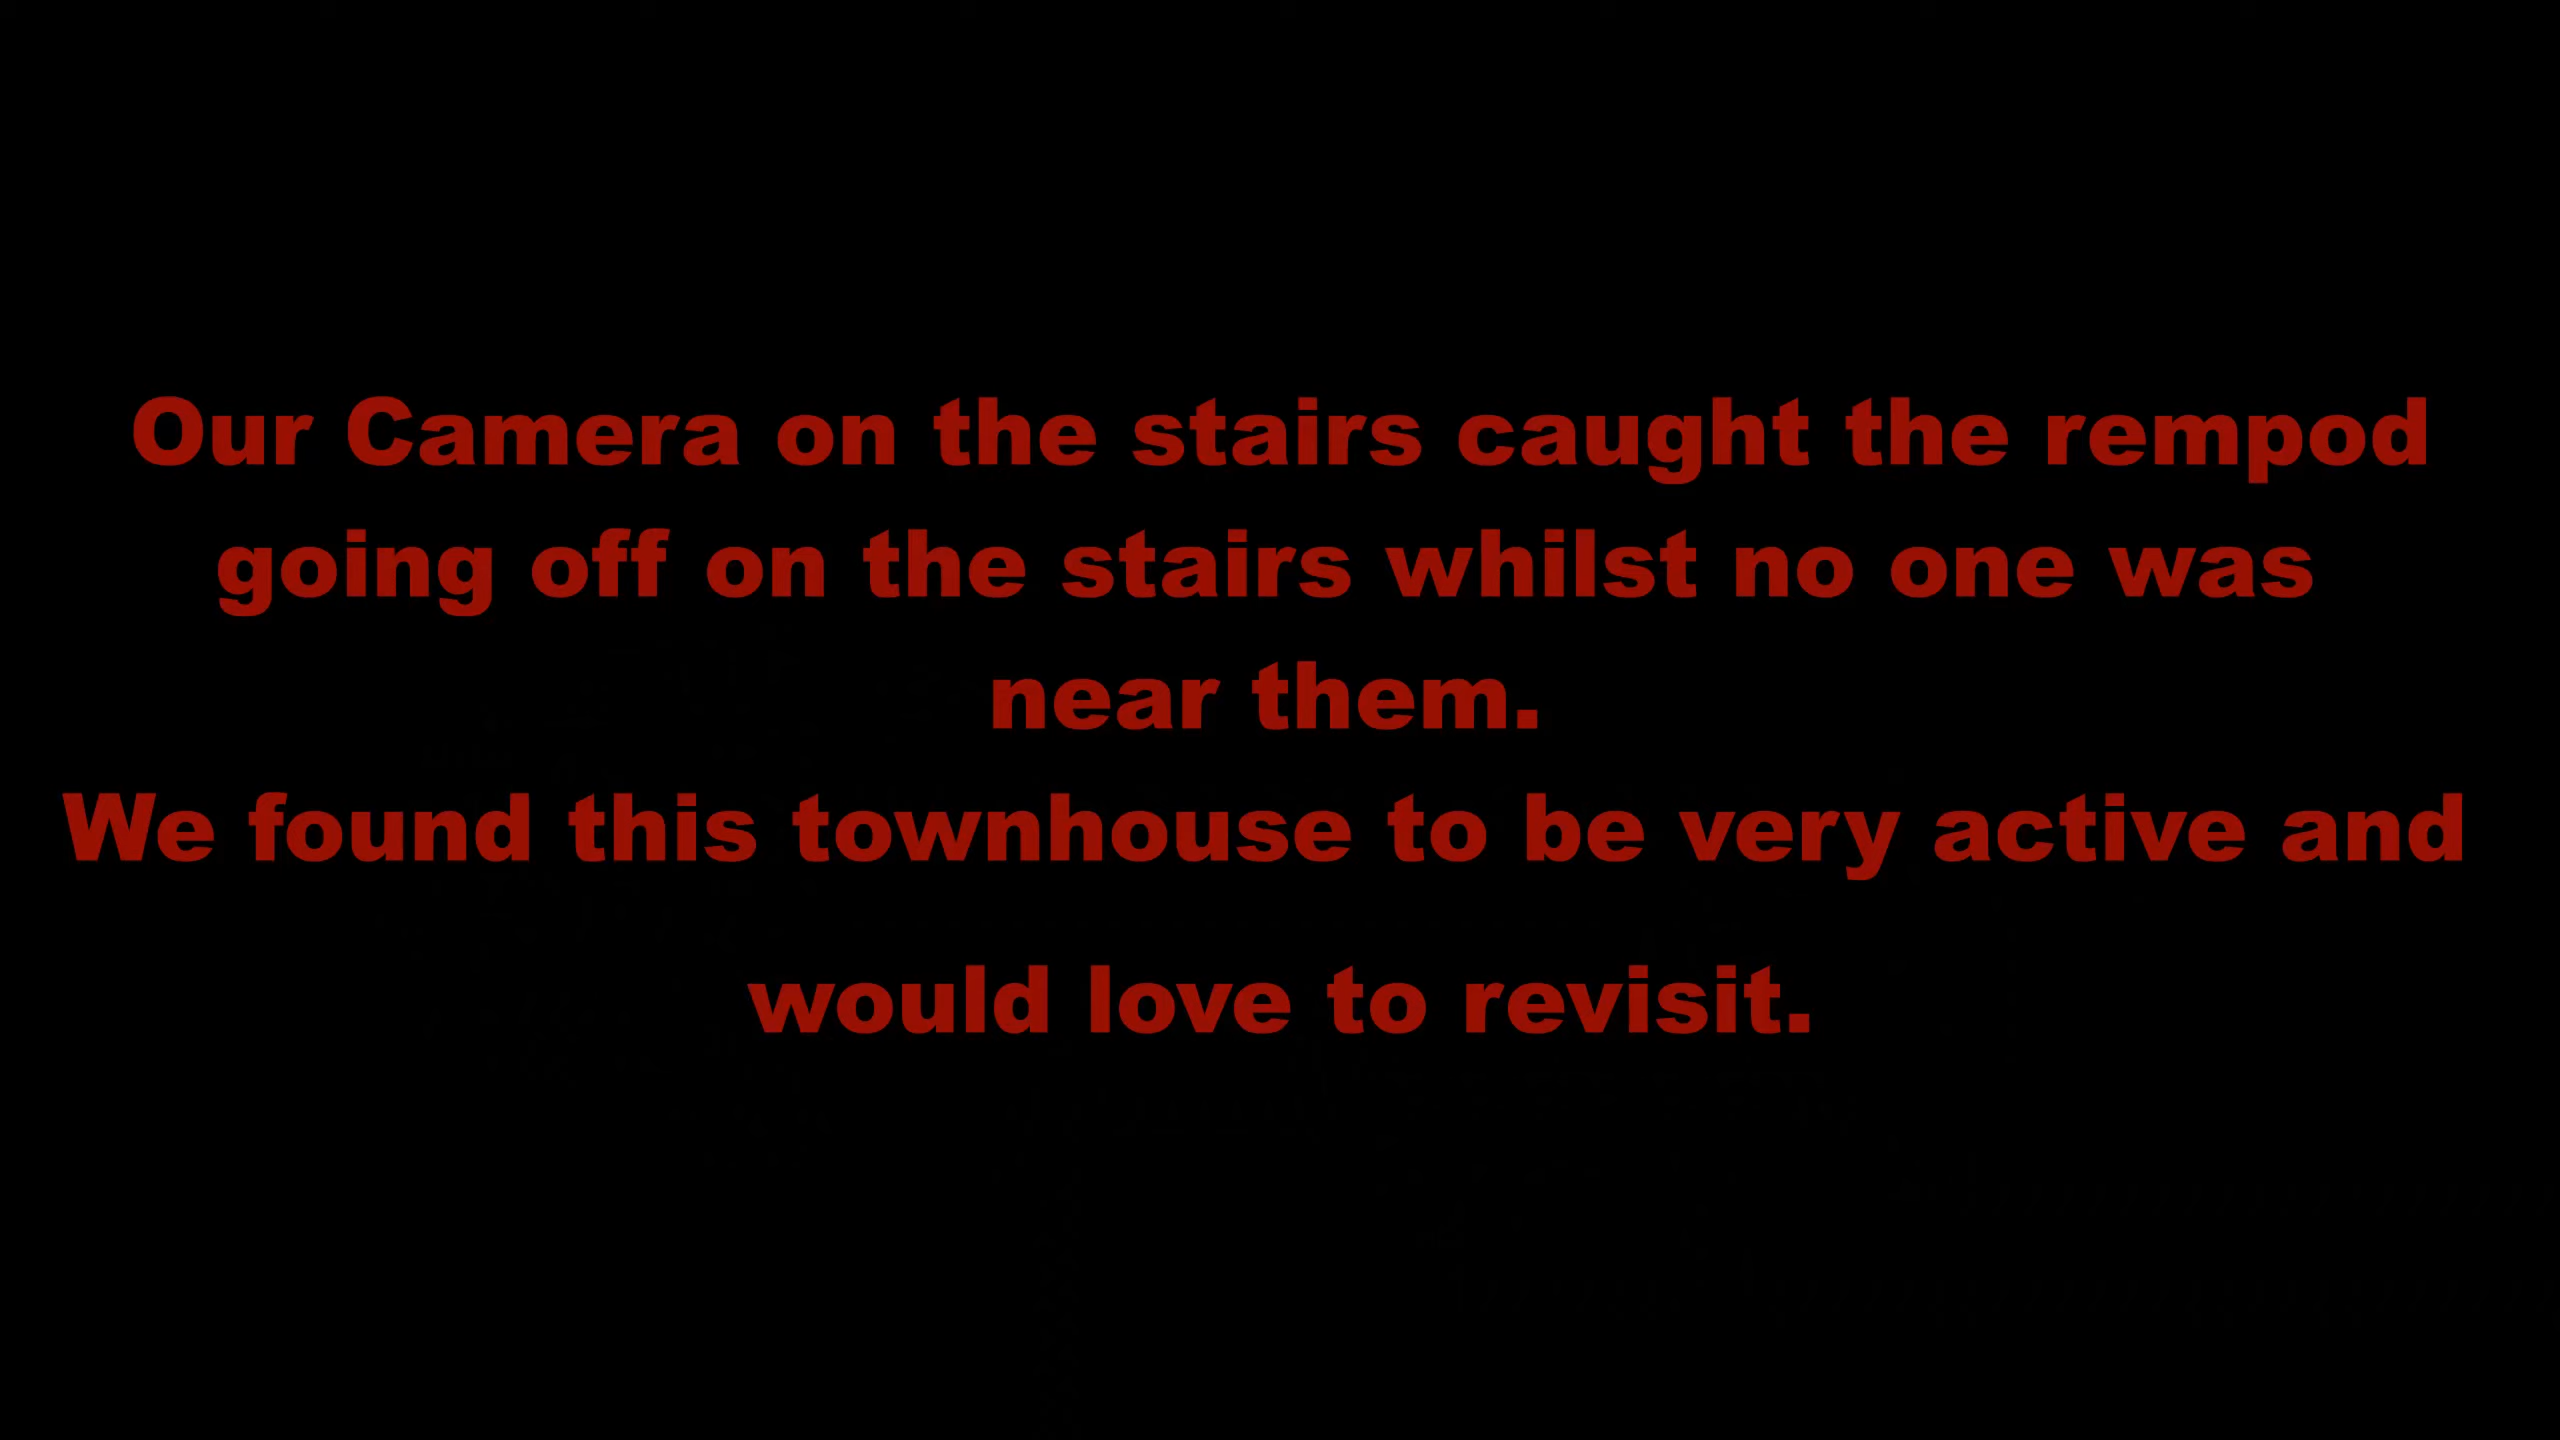 Our Camera on the stairs caught the rempod
going off on the stairs whilst no one was
near them.
We found this townhouse to be very active and
would love to revisit.